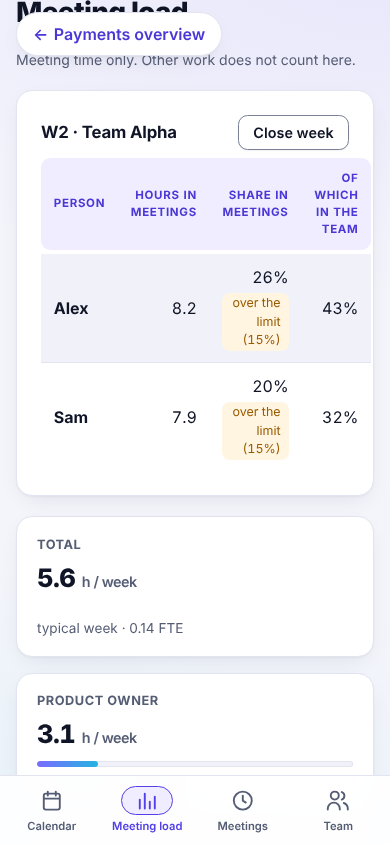 Meeting load
← Payments overview
Meeting time only. Other work does not count here.
W2 · Team Alpha
Close week
PERSON
HOURS IN
MEETINGS
SHARE IN
MEETINGS
OF
WHICH
IN THE
TEAM
Alex
8.2
26%
over the
limit
(15%)
43%
Sam
7.9
20%
over the
limit
(15%)
32%
TOTAL
5.6 h / week
typical week · 0.14 FTE
PRODUCT OWNER
3.1 h / week
Calendar
Meeting load
Meetings
Team